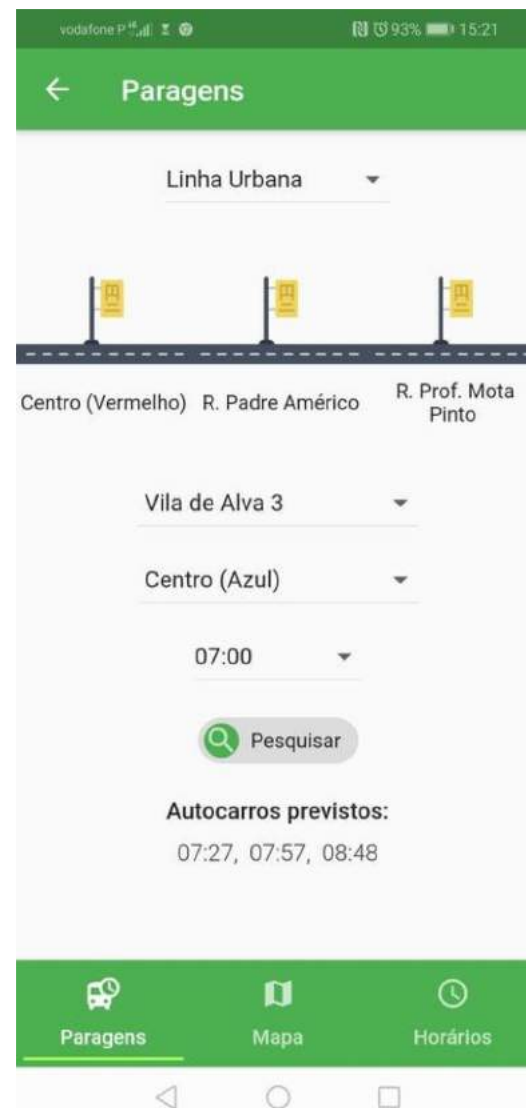 vodafone P
93% 15:21
Paragens
Linha Urbana
Centro (Vermelho) R. Padre Américo R. Prof. Mota
Pinto
Vila de Alva 3
Centro (Azul)
07:00
Pesquisar
Autocarros previstos:
07:27, 07:57, 08:48
Paragens Mapa Horários